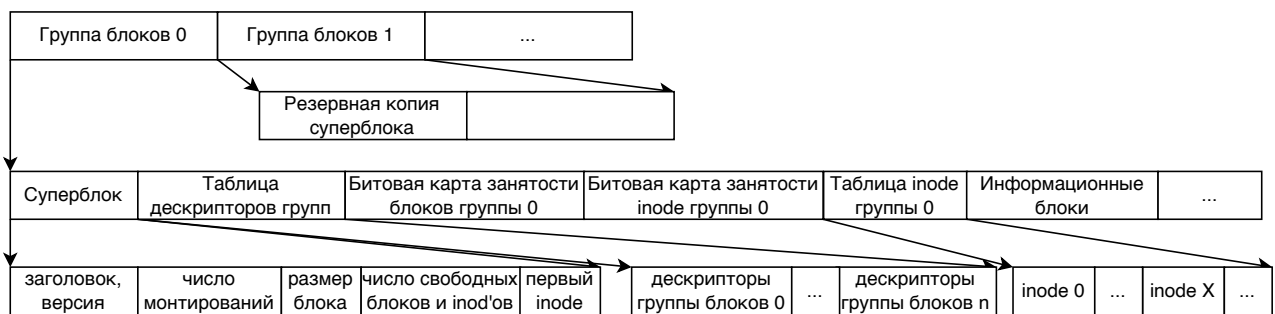 Группа блоков 0
Группа блоков 1
...
Резервная копия
суперблока
Суперблок
Таблица
дескрипторов групп
Битовая карта занятости
блоков группы 0
Битовая карта занятости
inode группы 0
Таблица inode
группы 0
Информационные
блоки
...
заголовок,
версия
число
монтирований
размер
блока
число свободных
блоков и inod'ов
первый
inode
дескрипторы
группы блоков 0
...
дескрипторы
группы блоков n
inode 0
...
inode X
...